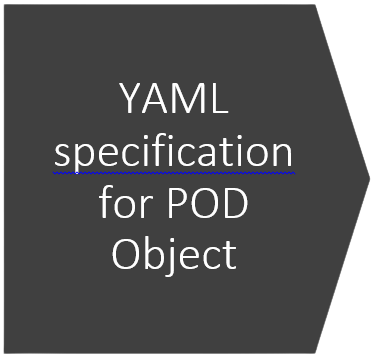 YAML
specification
for POD
Object